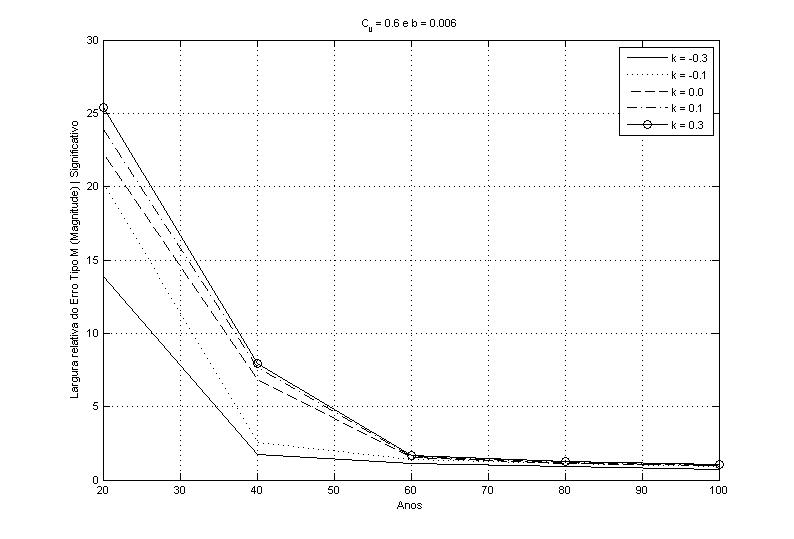 Cu = 0.6 e b = 0.006
Largura relativa do Erro Tipo M (Magnitude) | Significativo
30
25
20
15
10
5
0
k = -0.3
k = -0.1
k = 0.0
k = 0.1
k = 0.3
20 30 40 50 60 70 80 90 100
Anos